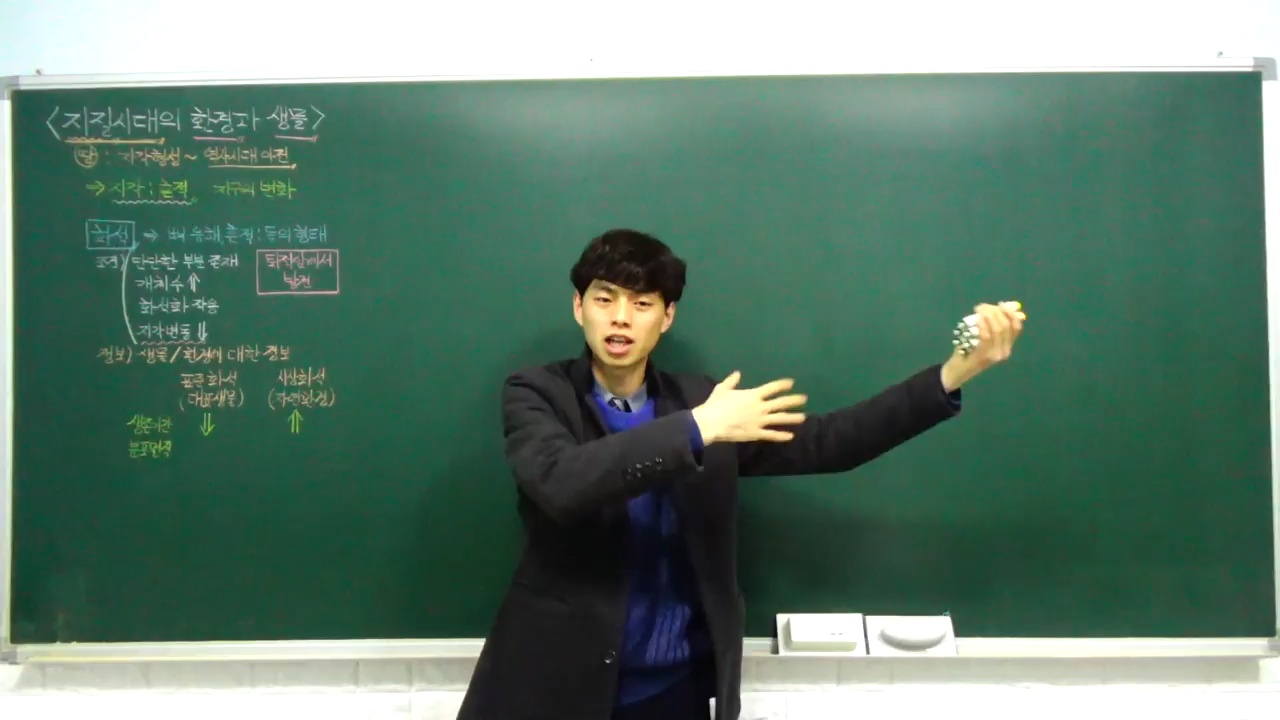 <지질시대의 환경과 생물>
땅 : 지각형성 ~ 역사시대 이전
→ 시각 : 흔적 지구의 변화
화석 → 뼈, 유해, 흔적 : 등의 형태
조건) 단단한 부분 존재 퇴적암에서
개체 수 ⇑ 발견
화석화 작용
지각변동 ⇓
정보) 생물 / 환경에 대한 정보
표준 화석 시상화석
(대표생물) (자연환경)
생존기간 ⇓ ⇑
분포면적